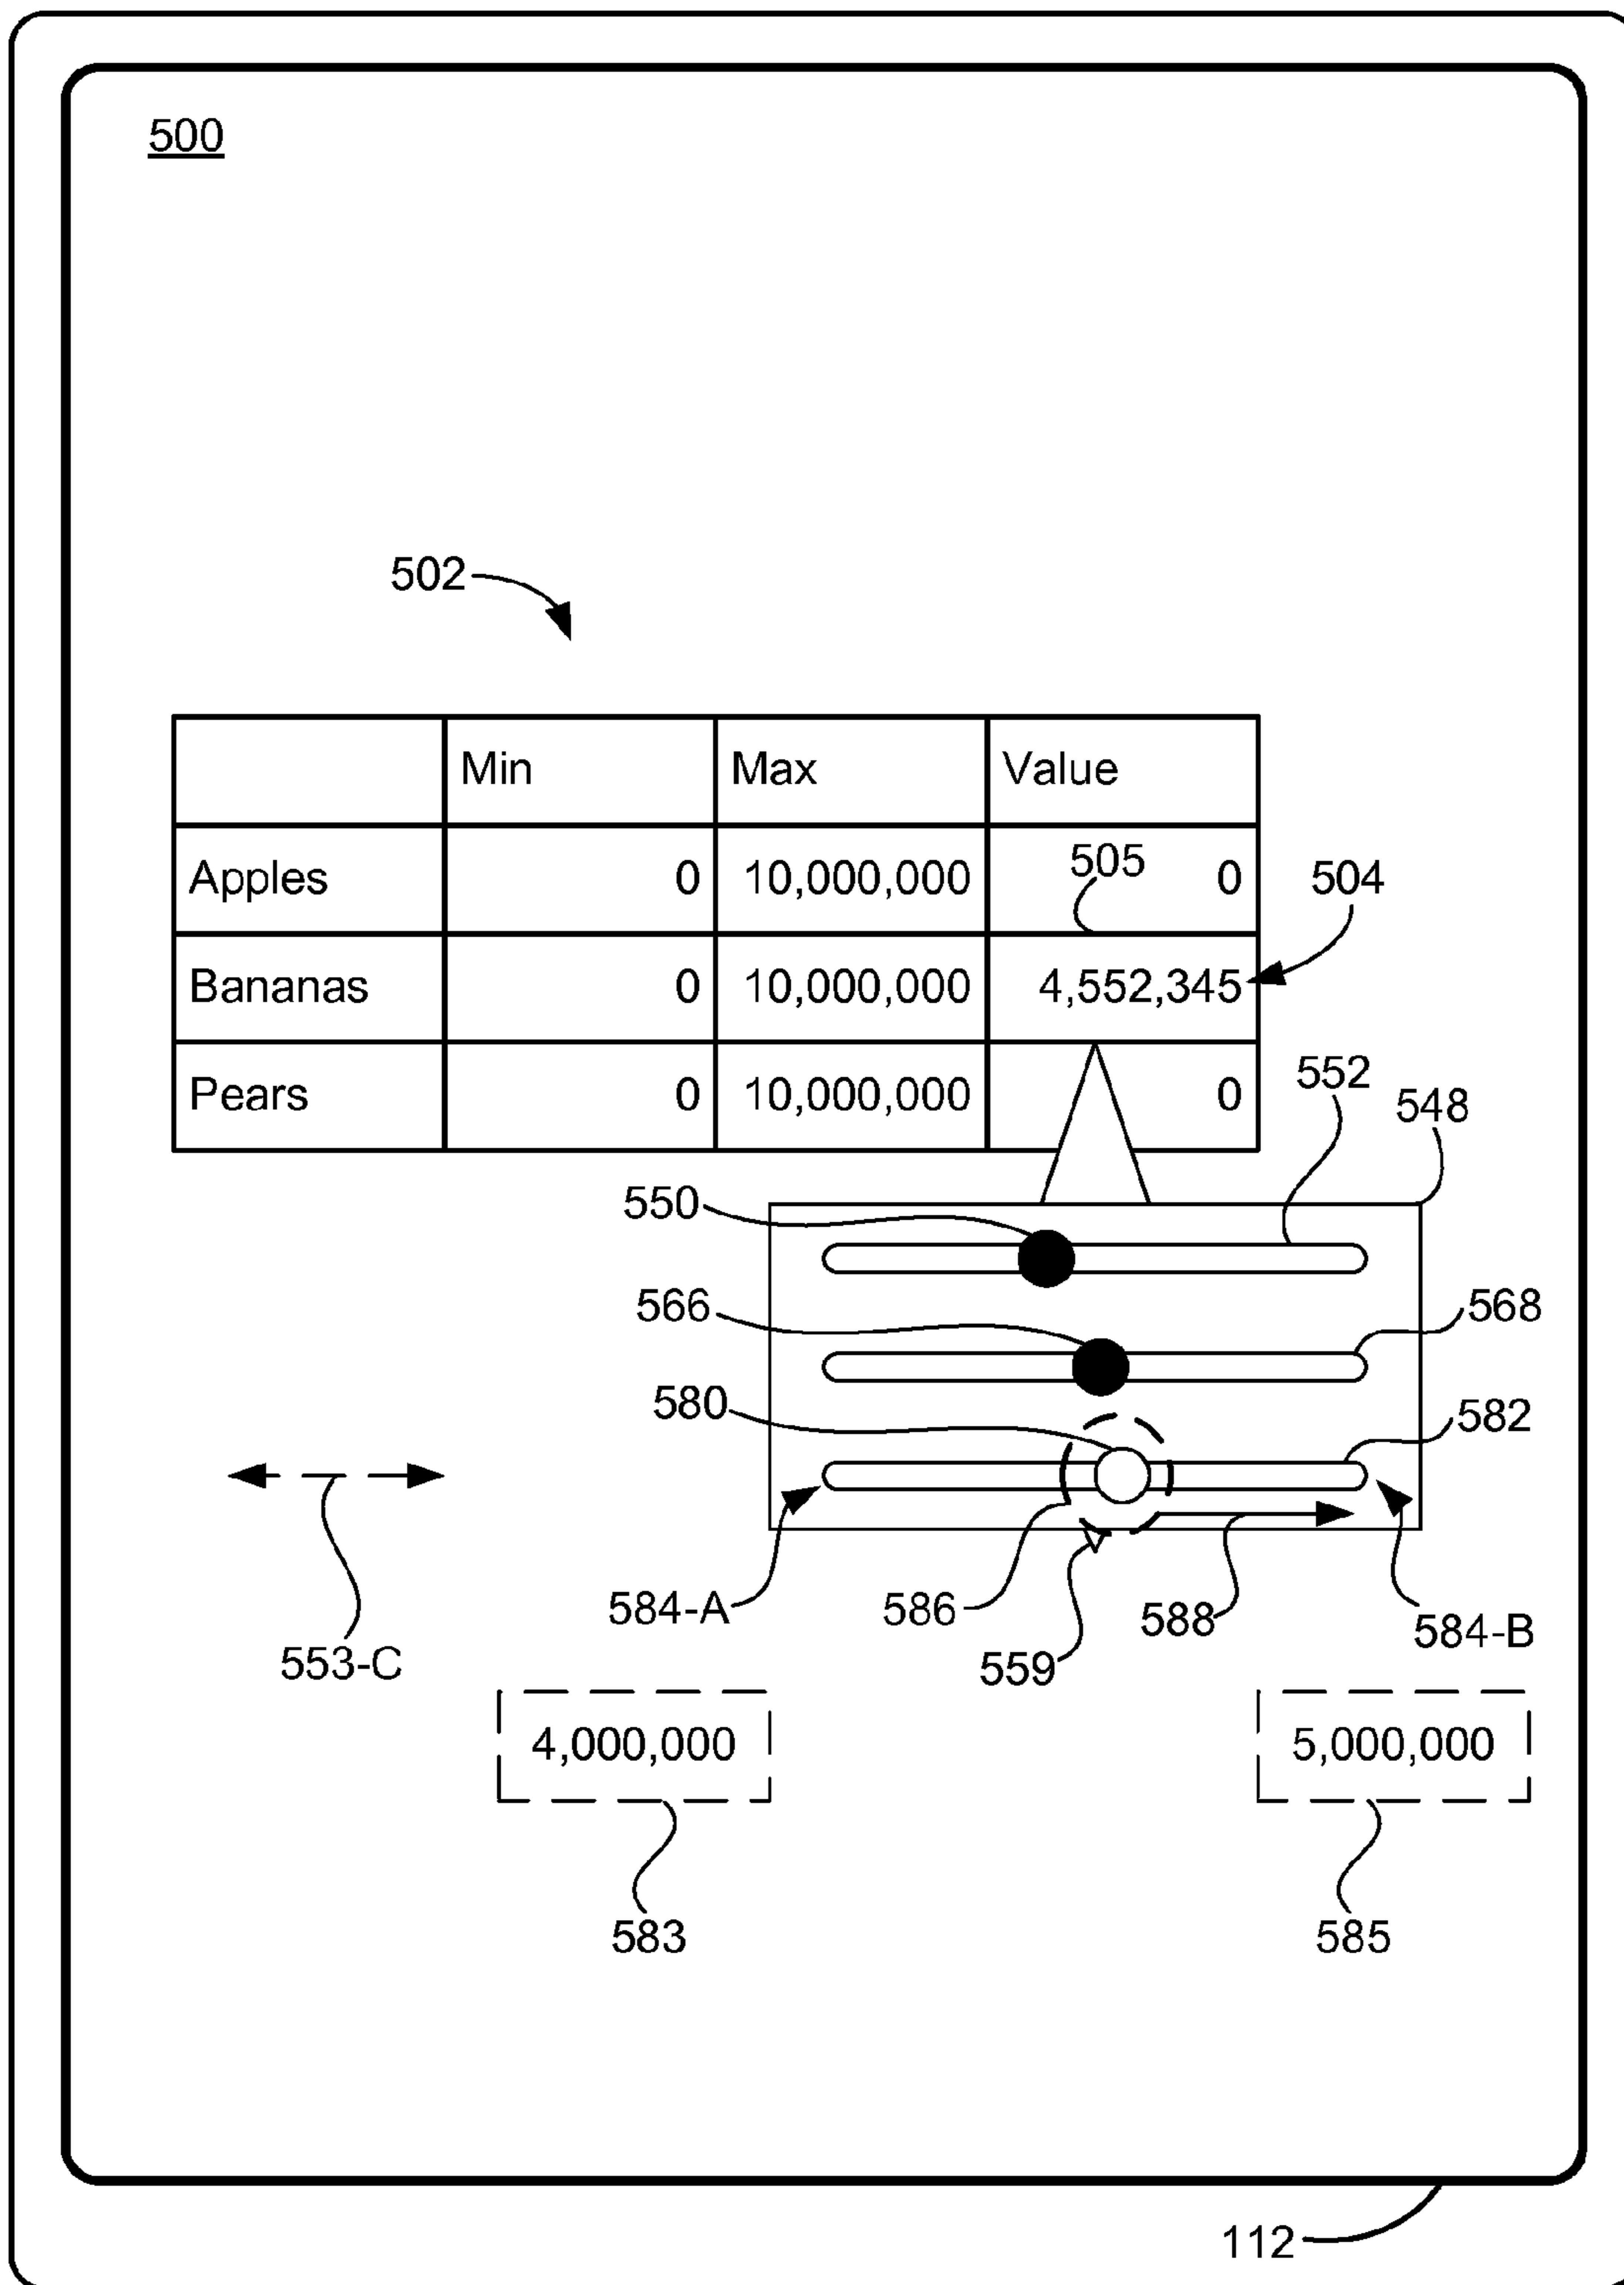 500
502
Min Max Value
Apples 0 10,000,000 505 0 504
Bananas 0 10,000,000 4,552,345
Pears 0 10,000,000 0 552
548
550
566 568
580 582
584-A 586 588 584-B
553-C 559
4,000,000 5,000,000
583 585
112